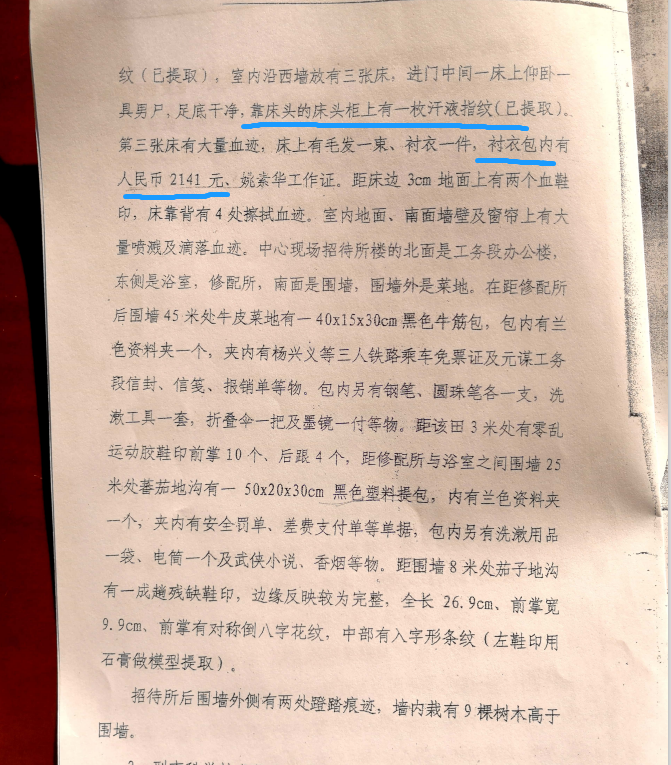 纹（已提取），室内沿西墙放有三张床，进门中间一床上仰卧一
具男尸，足底干净，靠床头的床头柜上有一枚汗液指纹（已提取）。
第三张床有大量血迹，床上有毛发一束、衬衣一件，衬衣包内有
人民币 2141 元、姚紫华工作证。距床边 3cm 地面上有两个血鞋
印，床靠背有 4 处擦拭血迹。室内地面、南面墙壁及窗帘上有大
量喷溅及滴落血迹。中心现场招待所楼的北面是工务段办公楼，
东侧是浴室，修配所，南面是围墙，围墙外是菜地。在距修配所
后围墙 45 米处牛皮菜地有一 40x15x30cm 黑色牛筋包，包内有兰
色资料夹一个，夹内有杨兴义等三人铁路乘车免票证及元谋工务
段信封、信笺、报销单等物。包内另有钢笔、圆珠笔各一支，洗
漱工具一套，折叠伞一把及墨镜一付等物。距该田 3 米处有零乱
运动胶鞋印前掌 10 个、后跟 4 个，距修配所与浴室之间围墙 25
米处蕃茄地沟有一 50x20x30cm 黑色塑料提包，内有兰色资料夹
一个，夹内有安全罚单、差费支付单等单据，包内另有洗漱用品
一袋、电筒一个及武侠小说、香烟等物。距围墙 8 米处茄子地沟
有一成趟残缺鞋印，边缘反映较为完整，全长 26.9cm、前掌宽
9.9cm、前掌有对称倒八字花纹，中部有入字形条纹（左鞋印用
石膏做模型提取）。
招待所后围墙外侧有两处蹬踏痕迹，墙内栽有 9 棵树木高于
围墙。